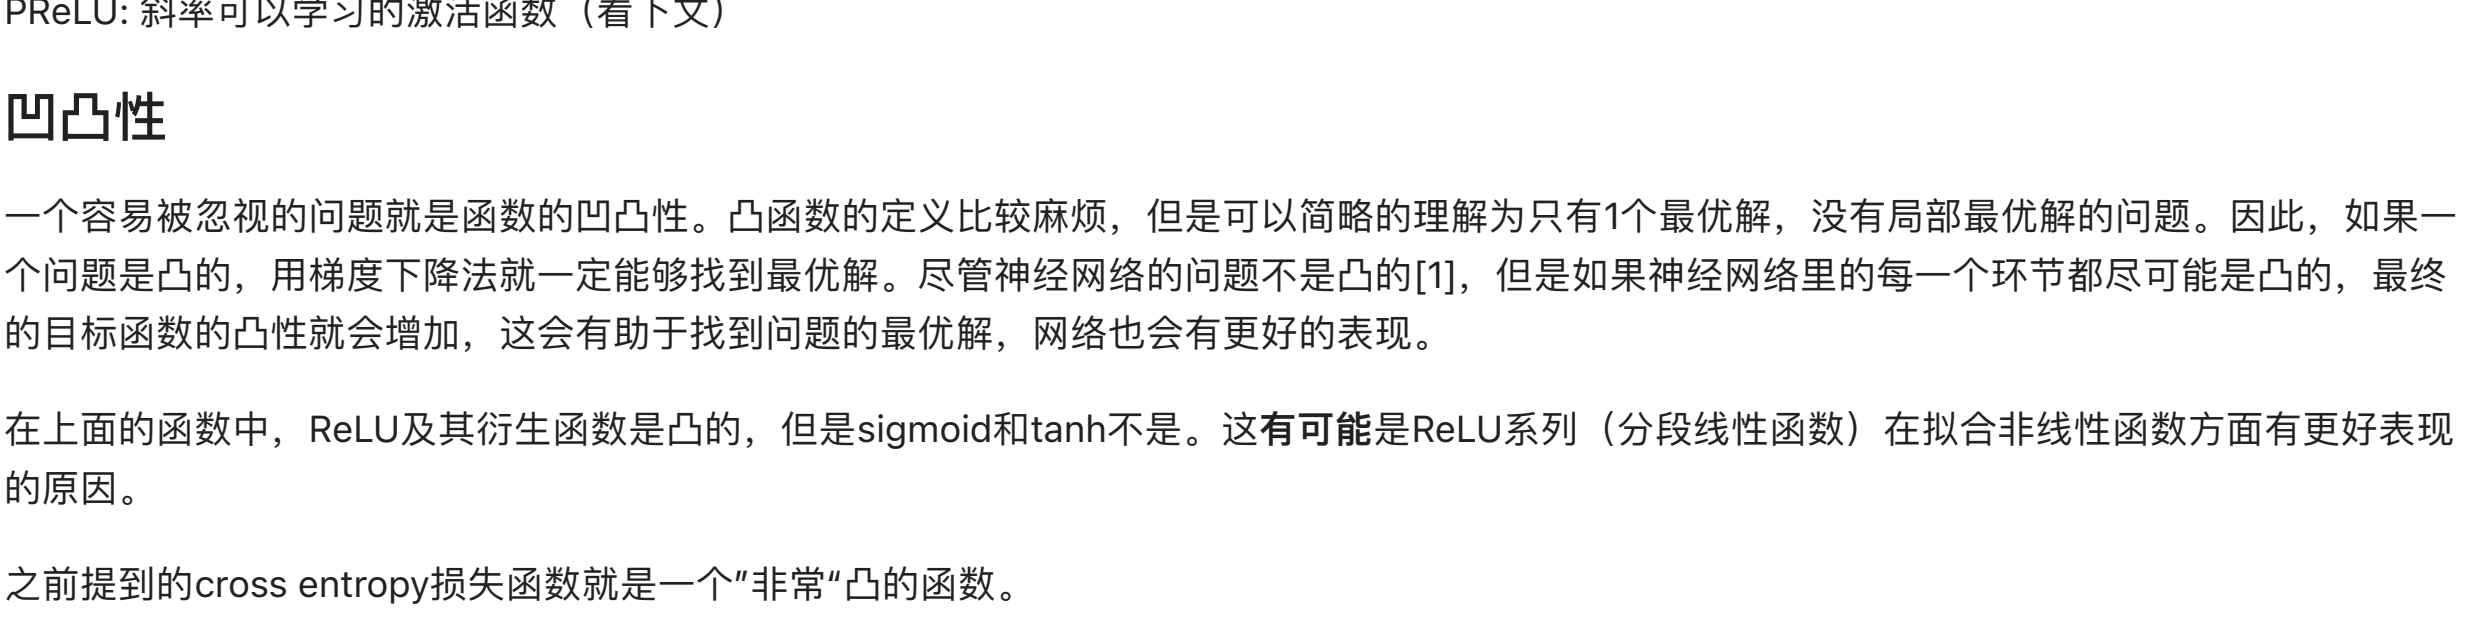 PReLU: 斜率可以学习的激活函数（看下文）
凹凸性
一个容易被忽视的问题就是函数的凹凸性。凸函数的定义比较麻烦，但是可以简略的理解为只有1个最优解，没有局部最优解的问题。因此，如果一
个问题是凸的，用梯度下降法就一定能够找到最优解。尽管神经网络的问题不是凸的[1]，但是如果神经网络里的每一个环节都尽可能是凸的，最终
的目标函数的凸性就会增加，这会有助于找到问题的最优解，网络也会有更好的表现。
在上面的函数中，ReLU及其衍生函数是凸的，但是sigmoid和tanh不是。这有可能是ReLU系列（分段线性函数）在拟合非线性函数方面有更好表现
的原因。
之前提到的cross entropy损失函数就是一个”非常“凸的函数。